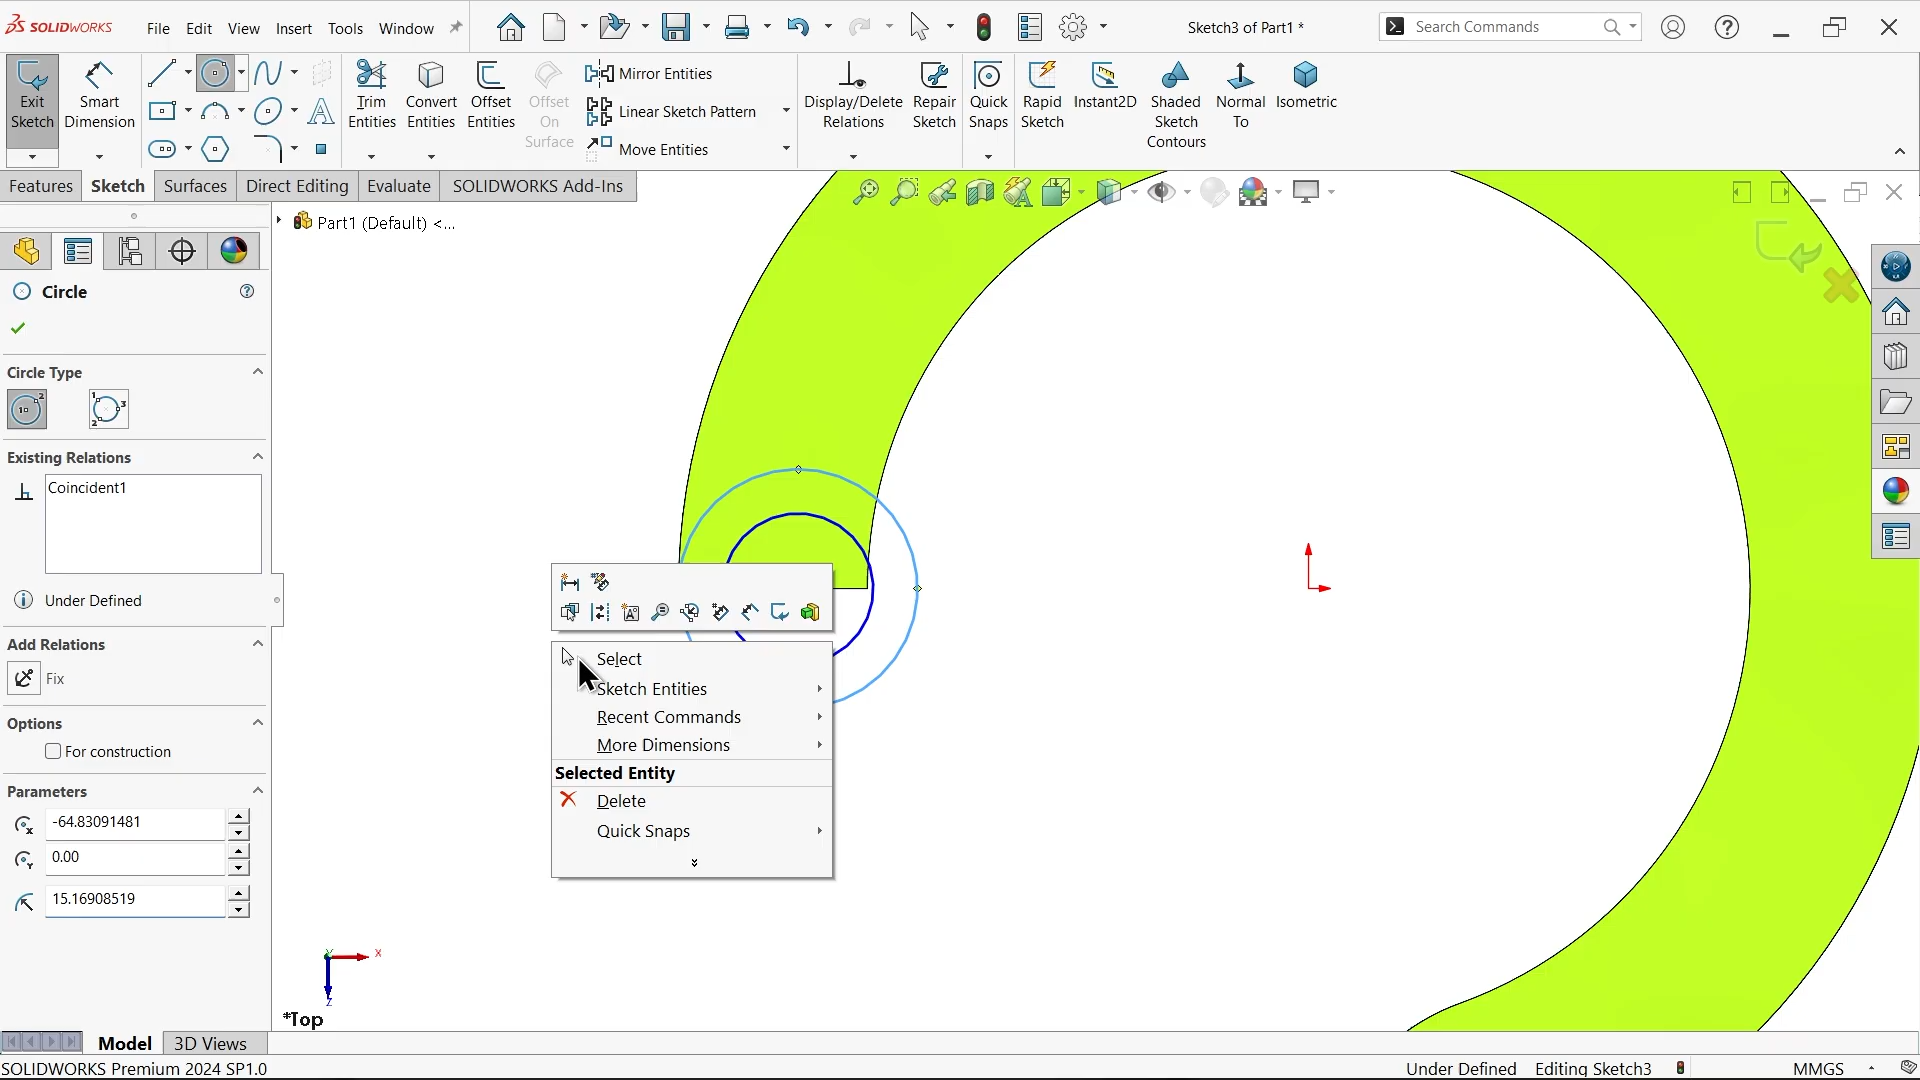 SOLIDWORKS File Edit View Insert Tools Window
Sketch3 of Part1 *
Search Commands
Exit Sketch
Smart Dimension
Trim Entities
Convert Entities
Offset Entities
Offset On Surface
Mirror Entities
Linear Sketch Pattern
Move Entities
Display/Delete Relations
Repair Sketch
Quick Snaps
Rapid Sketch
Instant2D
Shaded Sketch Contours
Normal To
Isometric
Features Sketch Surfaces Direct Editing Evaluate SOLIDWORKS Add-Ins
Part1 (Default) <...
Circle
Circle Type
Existing Relations
Coincident1
Under Defined
Add Relations
Fix
Options
For construction
Parameters
-64.83091481
0.00
15.16908519
Select
Sketch Entities
Recent Commands
More Dimensions
Selected Entity
Delete
Quick Snaps
Y
X
Z
*Top
Model 3D Views
SOLIDWORKS Premium 2024 SP1.0
Under Defined Editing Sketch3 MMGS